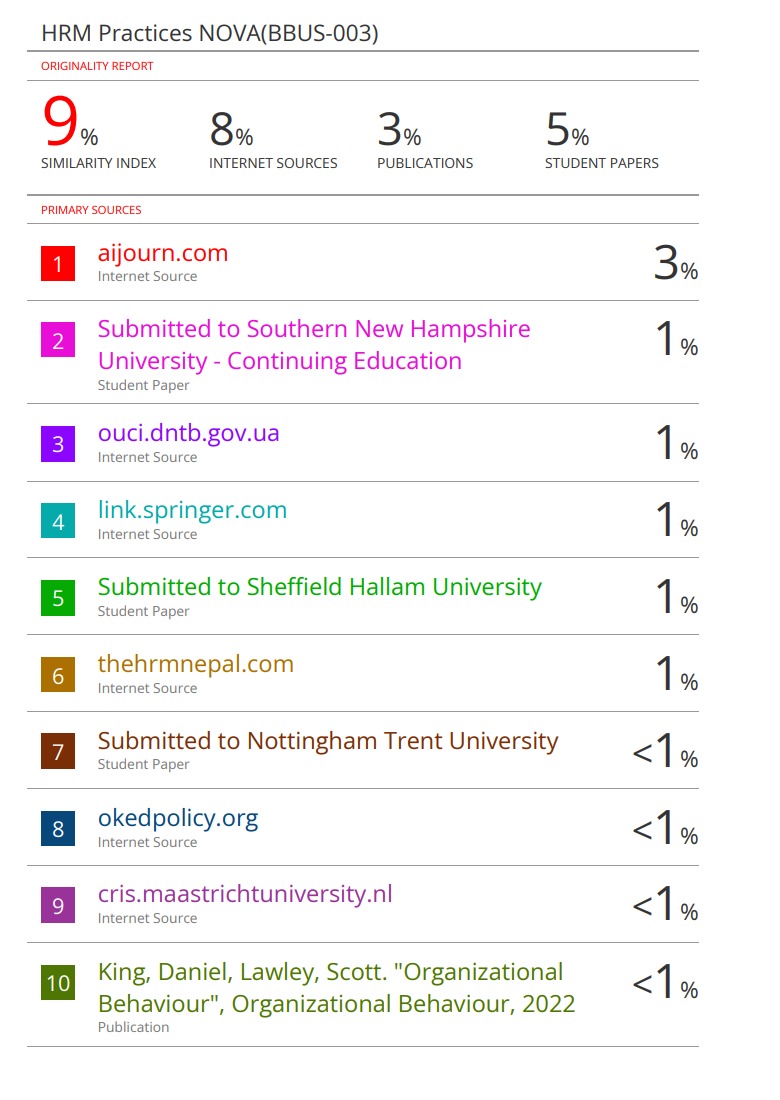 HRM Practices NOVA(BBUS-003)
ORIGINALITY REPORT
9% 8% 3% 5%
SIMILARITY INDEX INTERNET SOURCES PUBLICATIONS STUDENT PAPERS
PRIMARY SOURCES
1 aijourn.com 3%
Internet Source
2 Submitted to Southern New Hampshire 1%
University - Continuing Education
Student Paper
3 ouci.dntb.gov.ua 1%
Internet Source
4 link.springer.com 1%
Internet Source
5 Submitted to Sheffield Hallam University 1%
Student Paper
6 thehrmnepal.com 1%
Internet Source
7 Submitted to Nottingham Trent University <1%
Student Paper
8 okedpolicy.org <1%
Internet Source
9 cris.maastrichtuniversity.nl <1%
Internet Source
10 King, Daniel, Lawley, Scott. "Organizational <1%
Behaviour", Organizational Behaviour, 2022
Publication